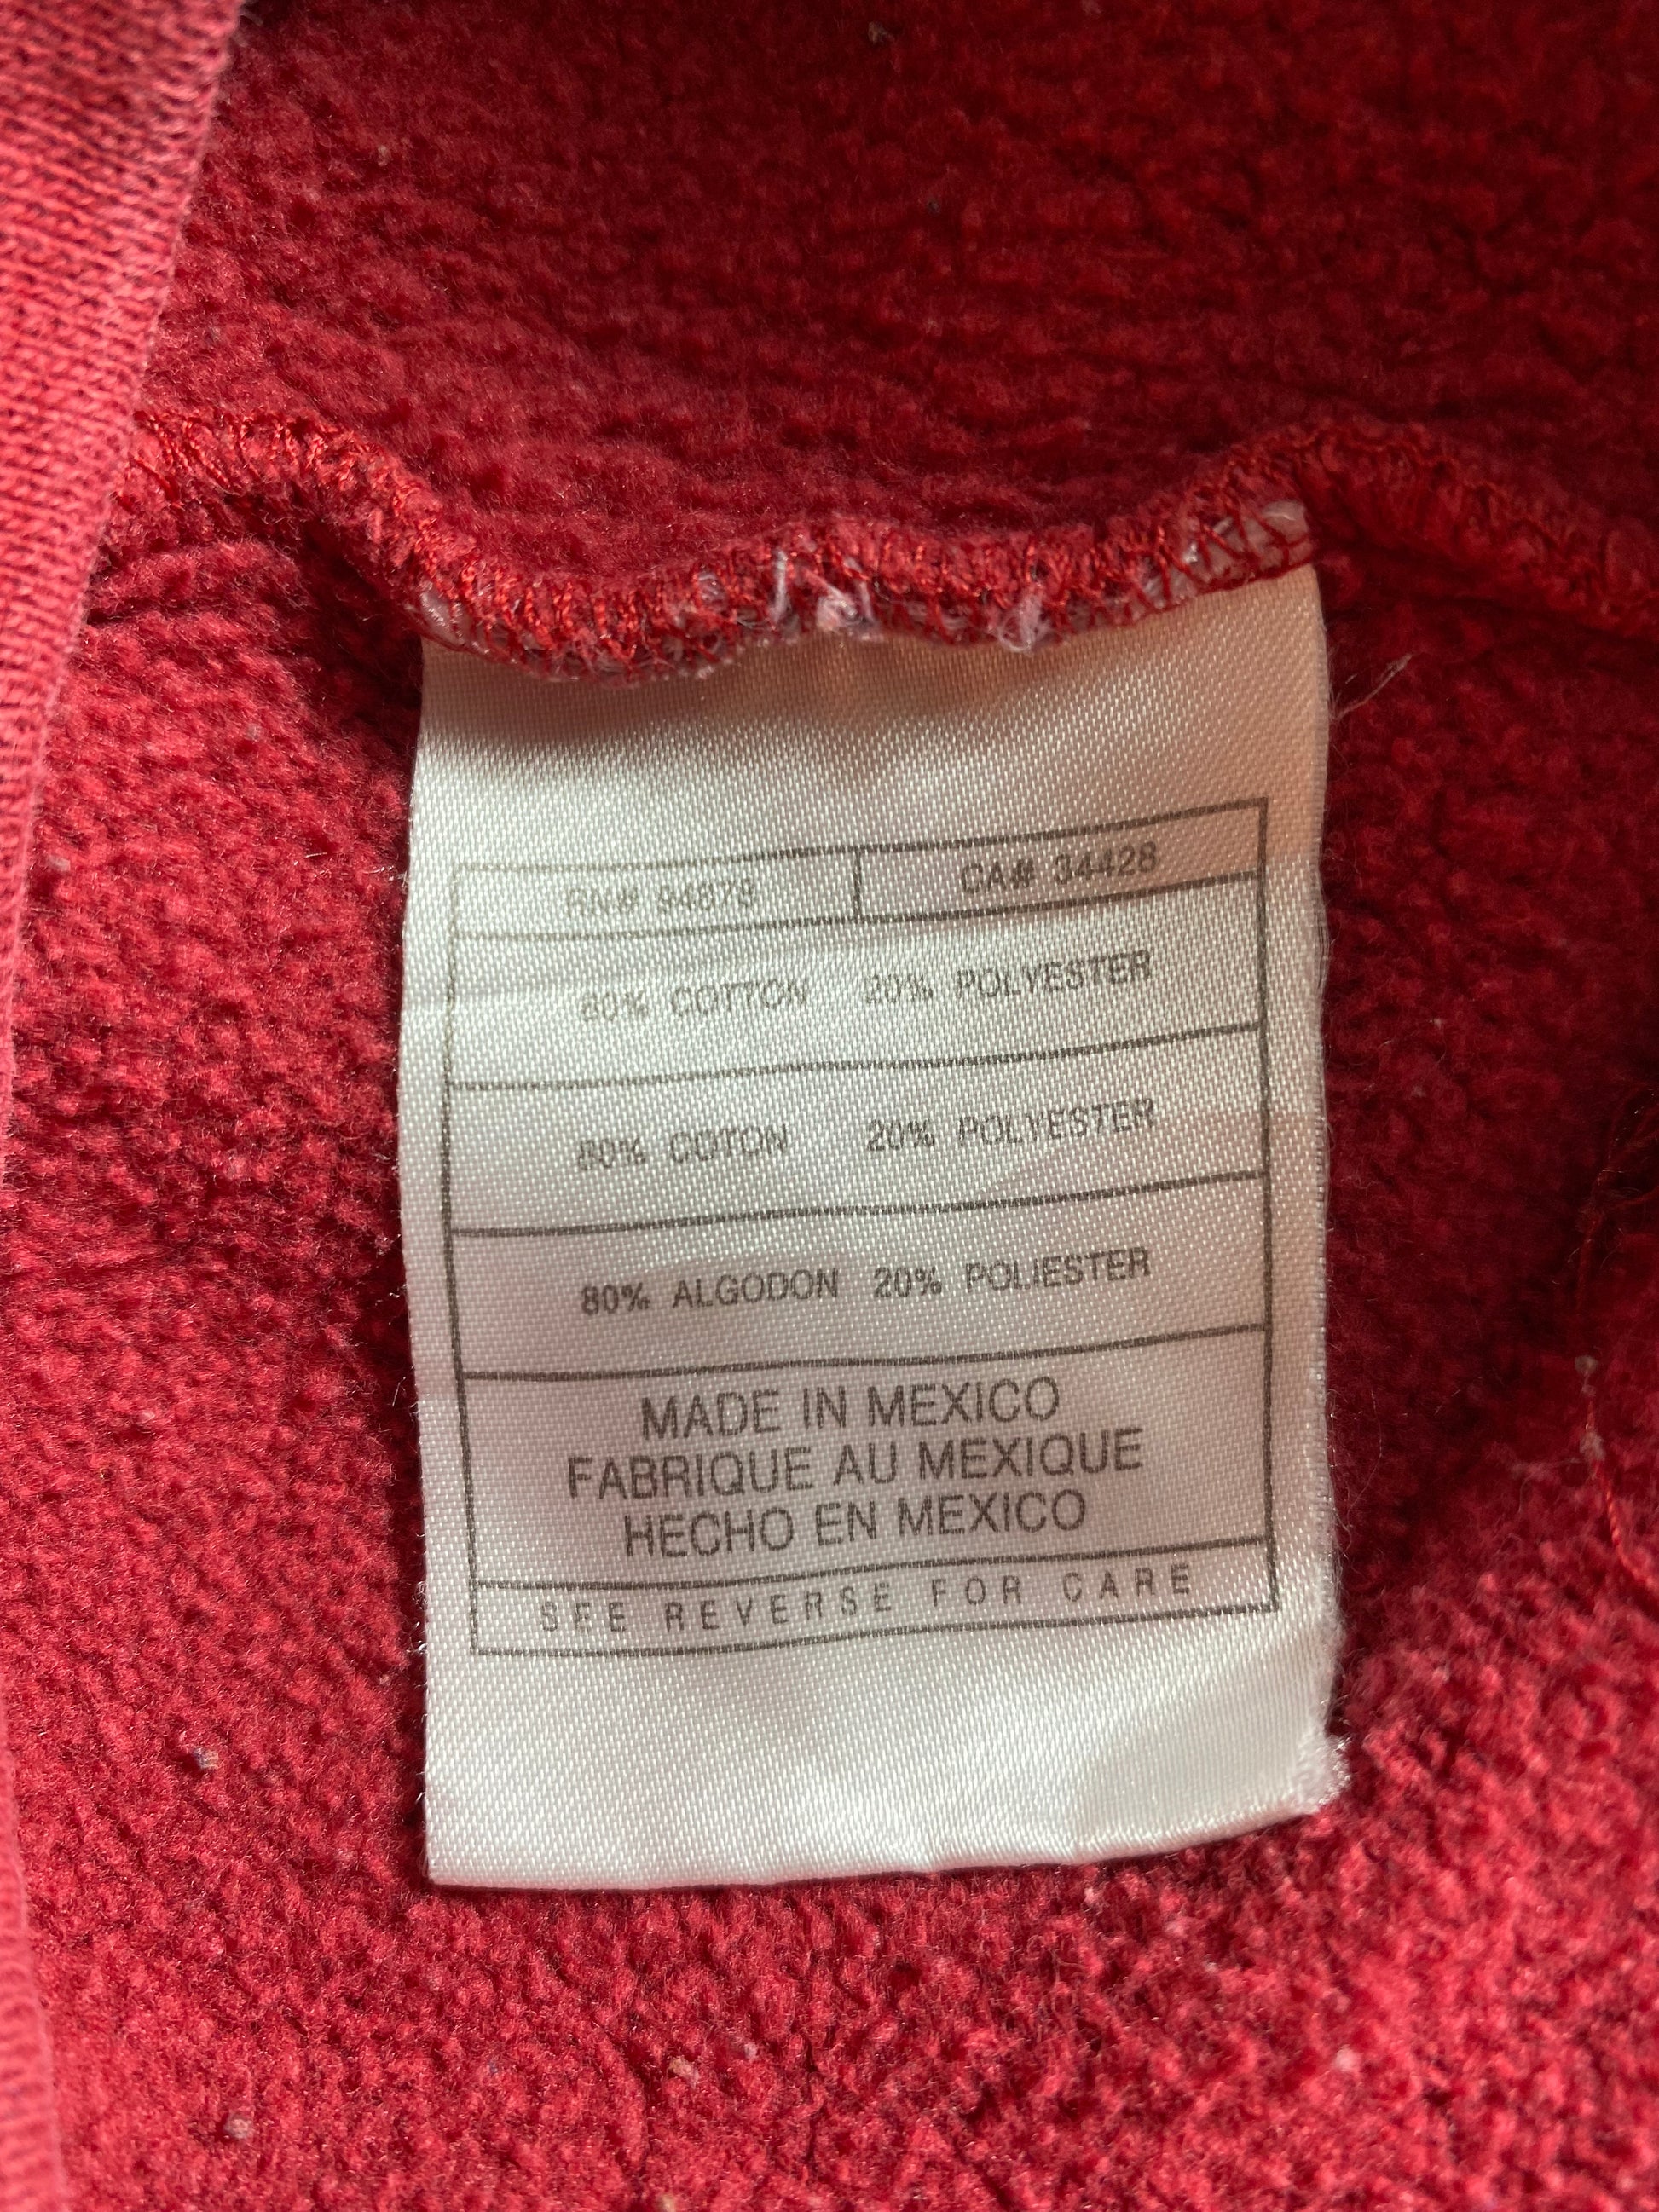 RN# 94878 CA# 34428
80% COTTON 20% POLYESTER
80% COTON 20% POLYESTER
80% ALGODON 20% POLIESTER
MADE IN MEXICO
FABRIQUE AU MEXIQUE
HECHO EN MEXICO
SEE REVERSE FOR CARE